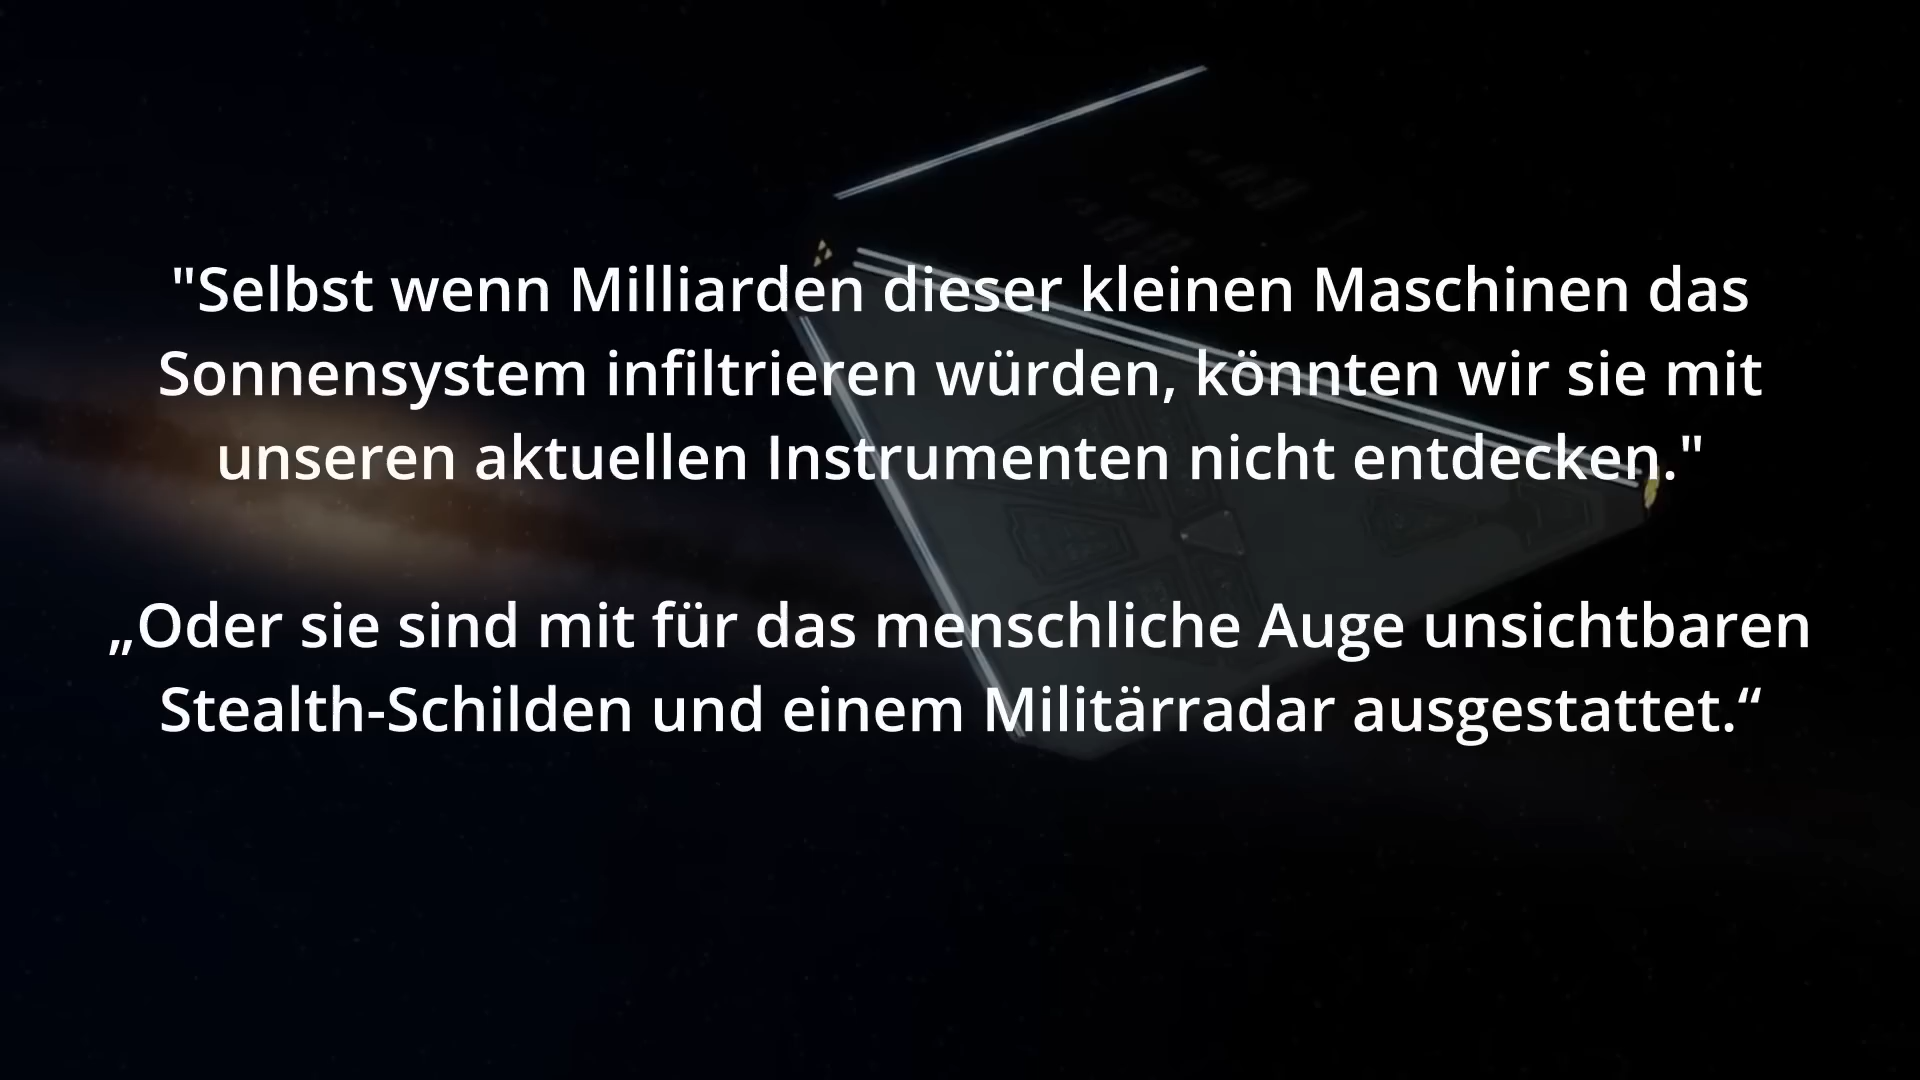 "Selbst wenn Milliarden dieser kleinen Maschinen das
Sonnensystem infiltrieren würden, könnten wir sie mit
unseren aktuellen Instrumenten nicht entdecken."
„Oder sie sind mit für das menschliche Auge unsichtbaren
Stealth-Schilden und einem Militärradar ausgestattet.“